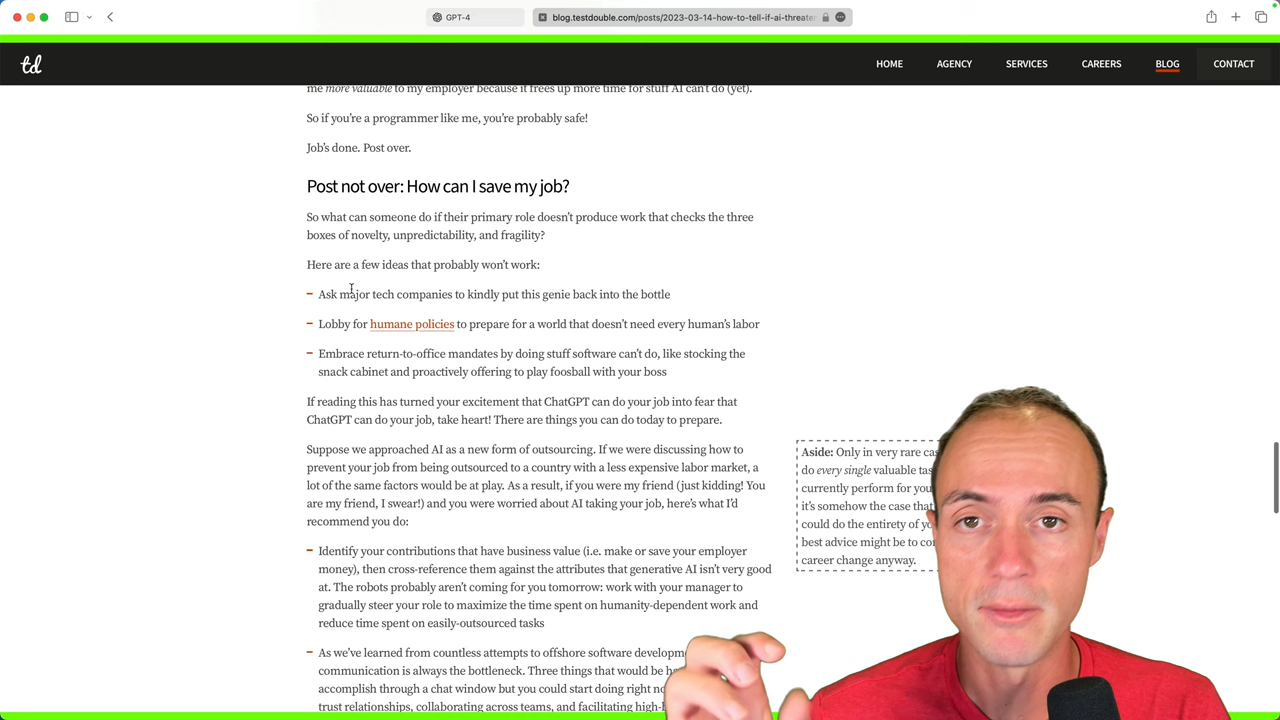 GPT-4
blog.testdouble.com/posts/2023-03-14-how-to-tell-if-ai-threate
td
HOME
AGENCY
SERVICES
CAREERS
BLOG
CONTACT
me more valuable to my employer because it frees up more time for stuff AI can't do (yet).
So if you're a programmer like me, you're probably safe!
Job's done. Post over.
Post not over: How can I save my job?
So what can someone do if their primary role doesn't produce work that checks the three
boxes of novelty, unpredictability, and fragility?
Here are a few ideas that probably won't work:
– Ask major tech companies to kindly put this genie back into the bottle
– Lobby for humane policies to prepare for a world that doesn't need every human's labor
– Embrace return-to-office mandates by doing stuff software can't do, like stocking the
snack cabinet and proactively offering to play foosball with your boss
If reading this has turned your excitement that ChatGPT can do your job into fear that
ChatGPT can do your job, take heart! There are things you can do today to prepare.
Suppose we approached AI as a new form of outsourcing. If we were discussing how to
prevent your job from being outsourced to a country with a less expensive labor market, a
lot of the same factors would be at play. As a result, if you were my friend (just kidding! You
are my friend, I swear!) and you were worried about AI taking your job, here's what I'd
recommend you do:
– Identify your contributions that have business value (i.e. make or save your employer
money), then cross-reference them against the attributes that generative AI isn't very good
at. The robots probably aren't coming for you tomorrow: work with your manager to
gradually steer your role to maximize the time spent on humanity-dependent work and
reduce time spent on easily-outsourced tasks
– As we've learned from countless attempts to offshore software developm
communication is always the bottleneck. Three things that would be ha
accomplish through a chat window but you could start doing right no
trust relationships, collaborating across teams, and facilitating high-
Aside: Only in very rare cas
do every single valuable tas
currently perform for you
it's somehow the case that
could do the entirety of yo
best advice might be to co
career change anyway.